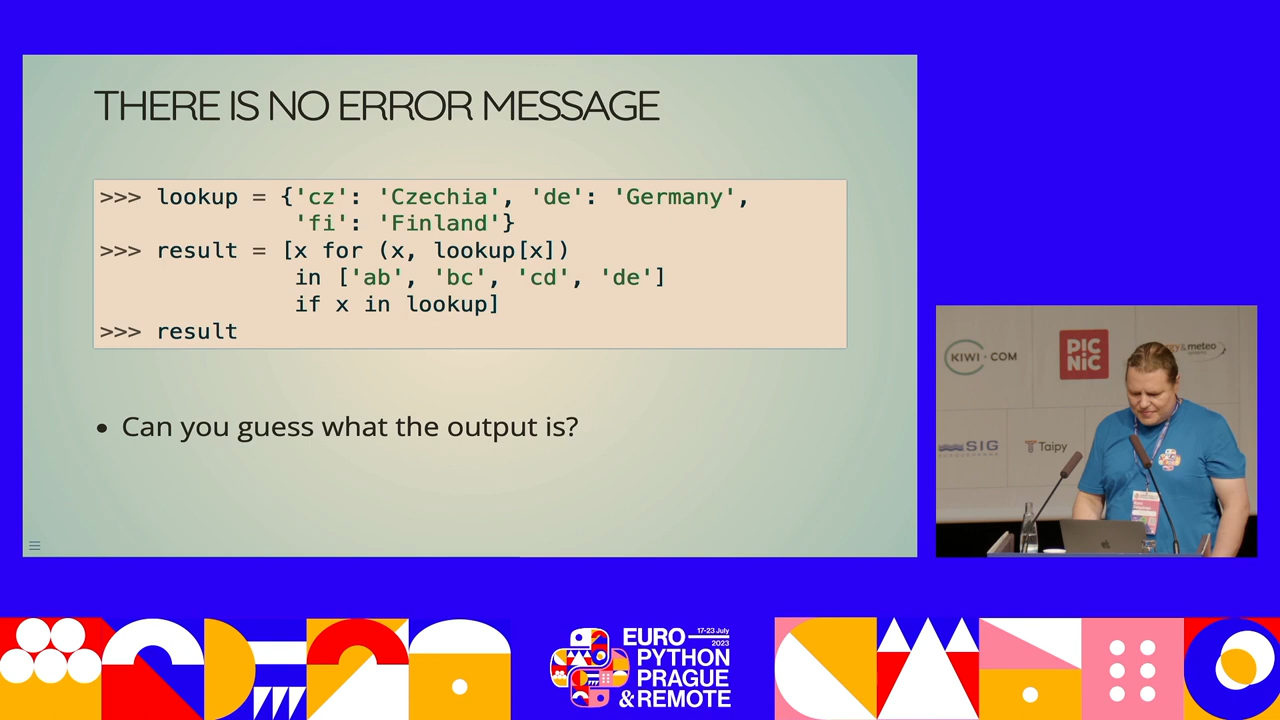 THERE IS NO ERROR MESSAGE
>>> lookup = {'cz': 'Czechia', 'de': 'Germany',
'fi': 'Finland'}
>>> result = [x for (x, lookup[x])
in ['ab', 'bc', 'cd', 'de']
if x in lookup]
>>> result
• Can you guess what the output is?
KIWI.COM
PIC
NIC
gy & meteo
SIG
Taipy
EURO
17-23 July
2023
PYTHON
PRAGUE
& REMOTE